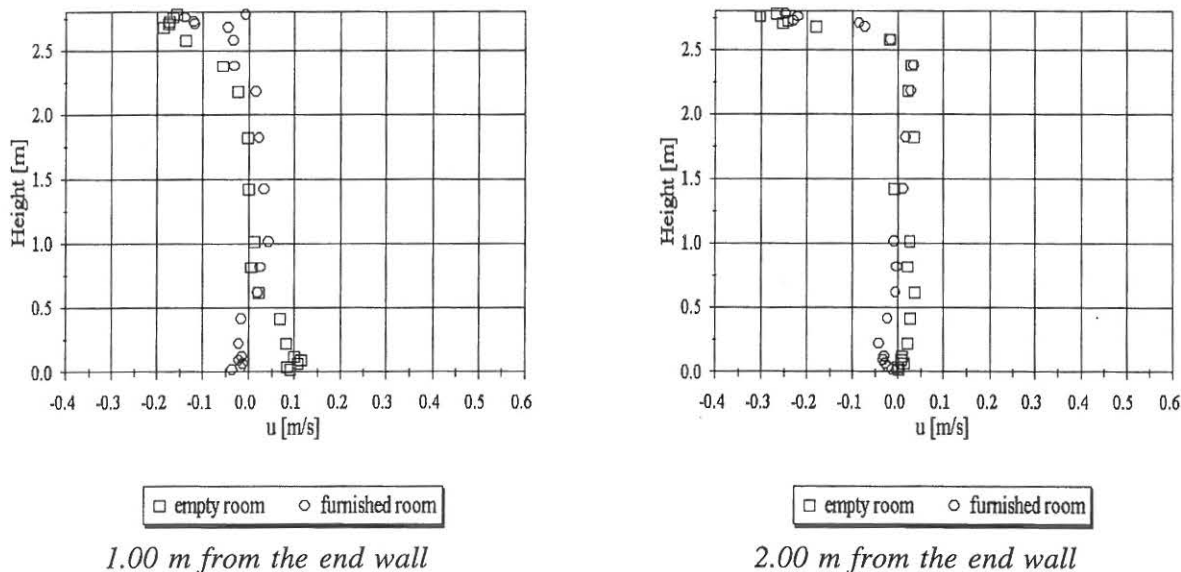 Height [m]
2.5
2.0
1.5
1.0
0.5
0.0
-0.4 -0.3 -0.2 -0.1 0.0 0.1 0.2 0.3 0.4 0.5 0.6
u [m/s]
empty room furnished room
1.00 m from the end wall
Height [m]
2.5
2.0
1.5
1.0
0.5
0.0
-0.4 -0.3 -0.2 -0.1 0.0 0.1 0.2 0.3 0.4 0.5 0.6
u [m/s]
empty room furnished room
2.00 m from the end wall